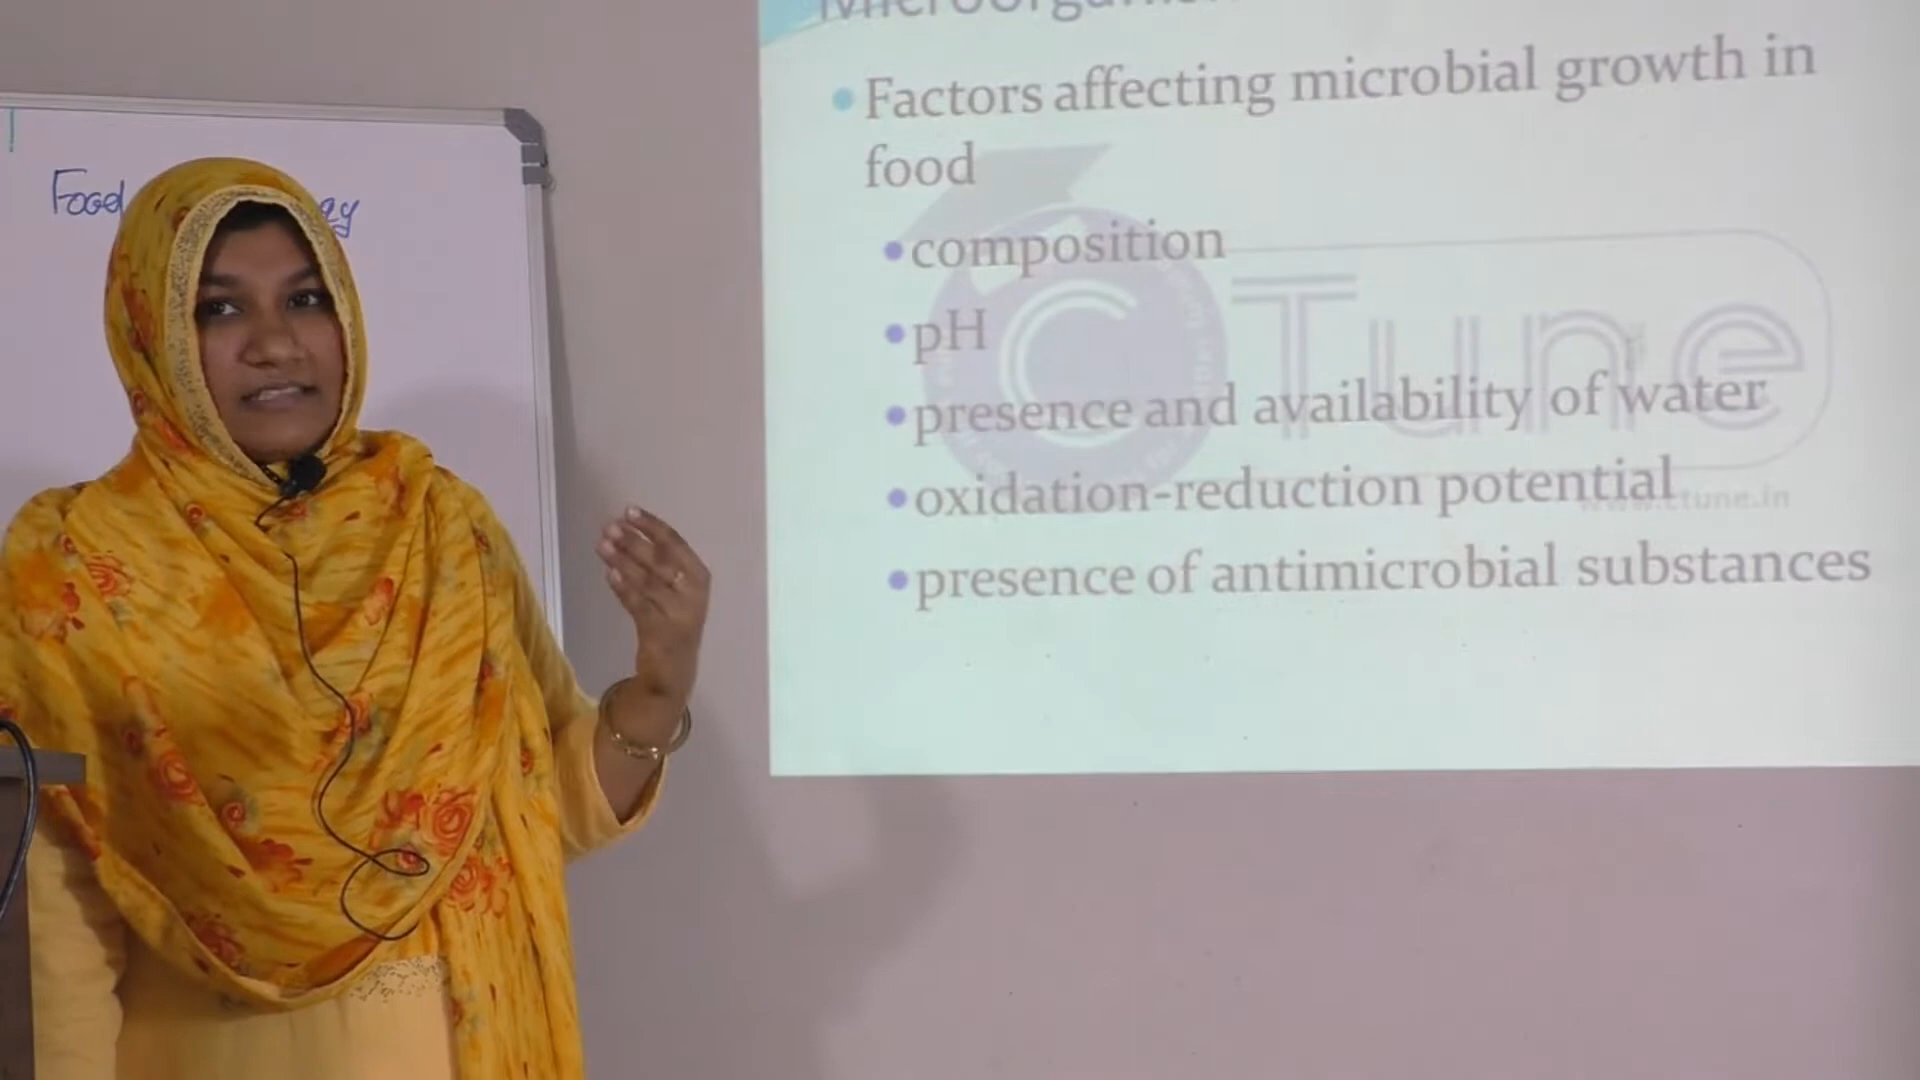 Food
• Factors affecting microbial growth in
food
• composition
• pH
• presence and availability of water
• oxidation-reduction potential
• presence of antimicrobial substances
CTune
www.ctune.in